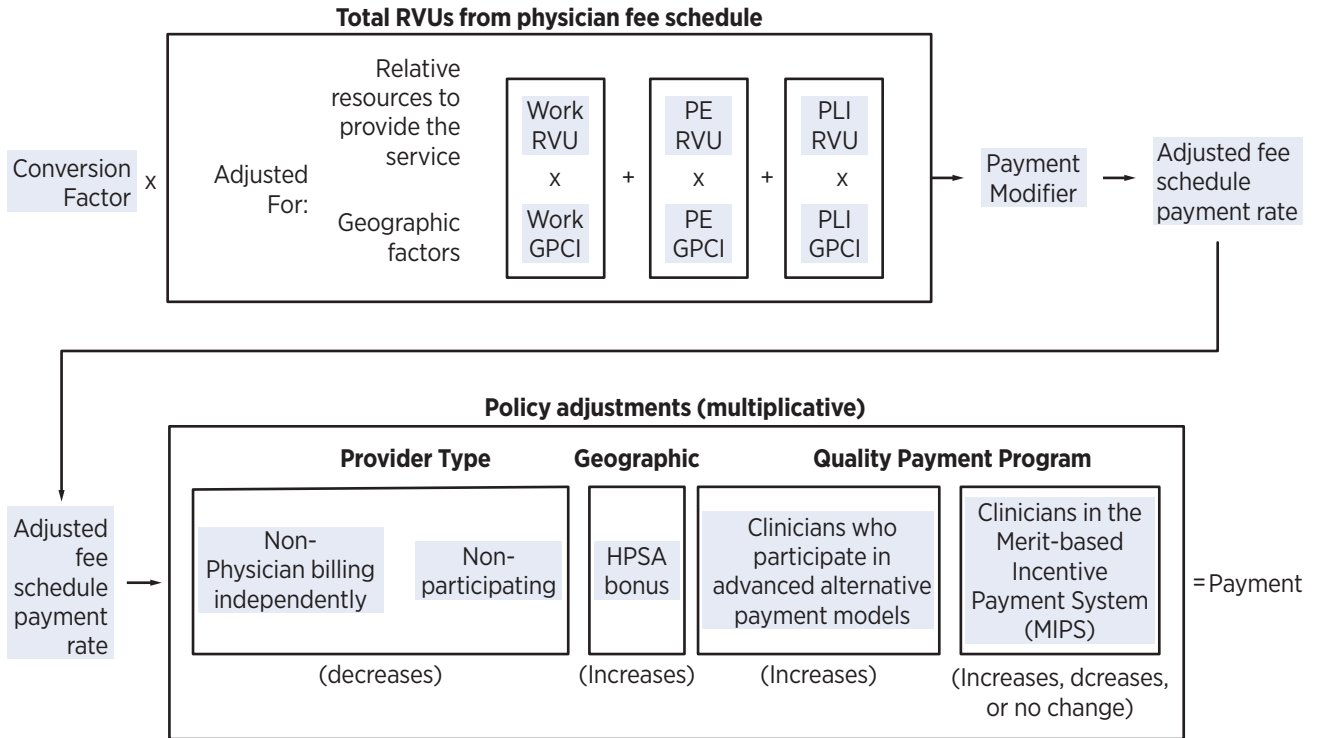 Total RVUs from physician fee schedule
Relative
resources to
provide the
service
Work
RVU
PE
RVU
PLI
RVU
Conversion
Factor
x
Adjusted
For:
x
+
x
+
x
Payment
Modifier
Adjusted fee
schedule
payment rate
Geographic
factors
Work
GPCI
PE
GPCI
PLI
GPCI
Policy adjustments (multiplicative)
Provider Type
Geographic
Quality Payment Program
Adjusted
fee
schedule
payment
rate
Non-
Physician billing
independently
Non-
participating
HPSA
bonus
Clinicians who
participate in
advanced alternative
payment models
Clinicians in the
Merit-based
Incentive
Payment System
(MIPS)
= Payment
(decreases)
(Increases)
(Increases)
(Increases, dcreases,
or no change)